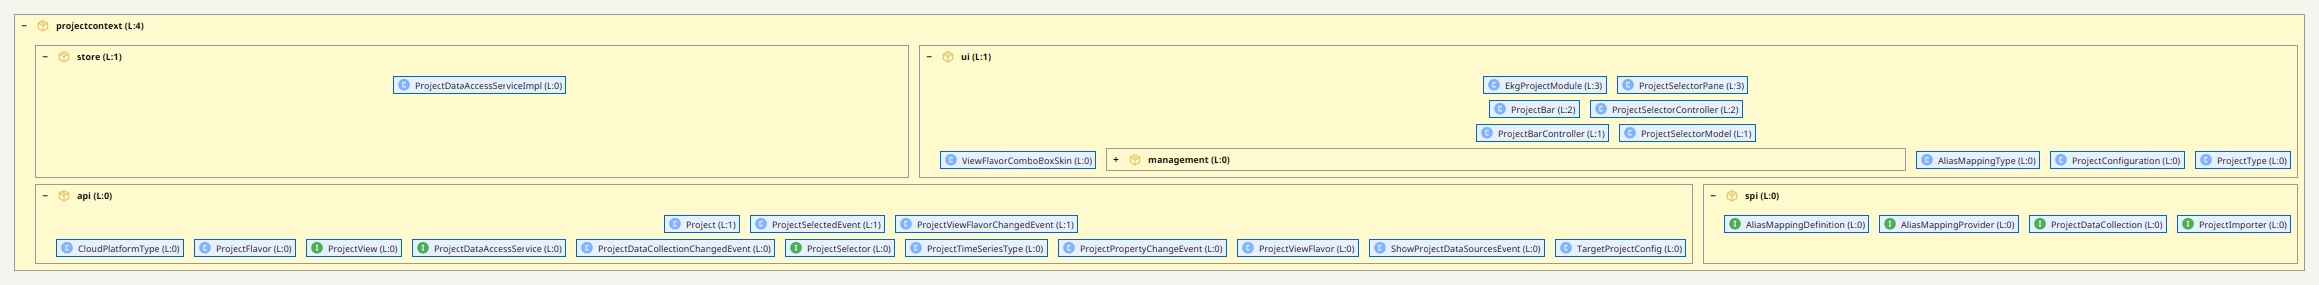 − projectcontext (L:4)
− store (L:1)
− ui (L:1)
C ProjectDataAccessServiceImpl (L:0)
C EkgProjectModule (L:3) C ProjectSelectorPane (L:3)
C ProjectBar (L:2) C ProjectSelectorController (L:2)
C ProjectBarController (L:1) C ProjectSelectorModel (L:1)
C ViewFlavorComboBoxSkin (L:0) + management (L:0) C AliasMappingType (L:0) C ProjectConfiguration (L:0) C ProjectType (L:0)
− api (L:0)
C Project (L:1) C ProjectSelectedEvent (L:1) C ProjectViewFlavorChangedEvent (L:1)
C CloudPlatformType (L:0) C ProjectFlavor (L:0) I ProjectView (L:0) I ProjectDataAccessService (L:0) C ProjectDataCollectionChangedEvent (L:0) I ProjectSelector (L:0) C ProjectTimeSeriesType (L:0) C ProjectPropertyChangeEvent (L:0) C ProjectViewFlavor (L:0) C ShowProjectDataSourcesEvent (L:0) C TargetProjectConfig (L:0)
− spi (L:0)
I AliasMappingDefinition (L:0) I AliasMappingProvider (L:0) I ProjectDataCollection (L:0) I ProjectImporter (L:0)